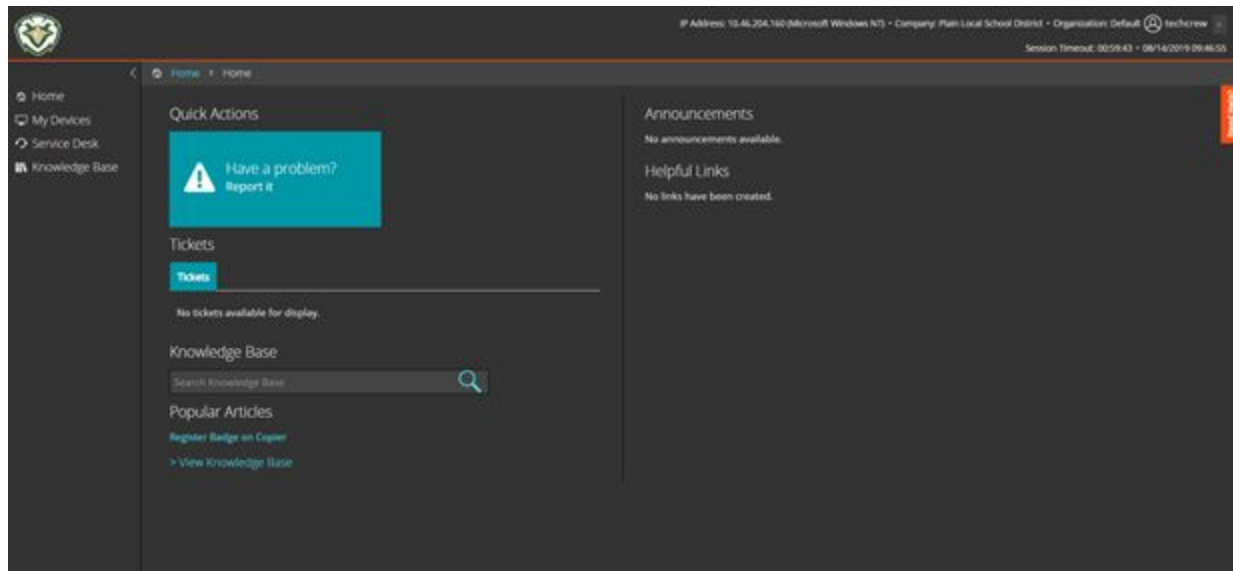 IP Address: 10.46.204.160 (Microsoft Windows NT) • Company: Plain Local School District • Organization: Default techcrew
Session Timeout: 00:59:43 • 08/14/2019 09:46:55
Home › Home
Home
My Devices
Service Desk
Knowledge Base
Quick Actions
Have a problem?
Report it
Tickets
Tickets
No tickets available for display.
Knowledge Base
Search Knowledge Base
Popular Articles
Register Badge on Copier
> View Knowledge Base
Announcements
No announcements available.
Helpful Links
No links have been created.
Need Help?